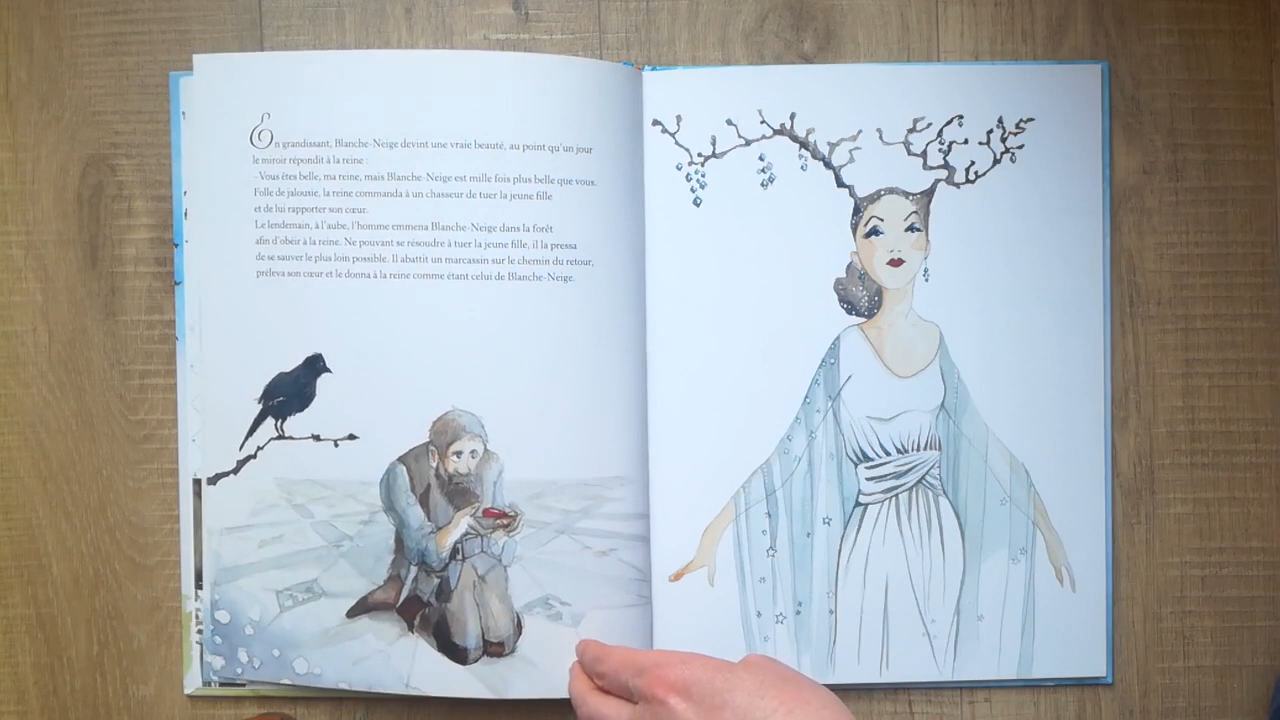 En grandissant, Blanche-Neige devint une vraie beauté, au point qu'un jour
le miroir répondit à la reine :
- Vous êtes belle, ma reine, mais Blanche-Neige est mille fois plus belle que vous.
Folle de jalousie, la reine commanda à un chasseur de tuer la jeune fille
et de lui rapporter son cœur.
Le lendemain, à l'aube, l'homme emmena Blanche-Neige dans la forêt
afin d'obéir à la reine. Ne pouvant se résoudre à tuer la jeune fille, il la pressa
de se sauver le plus loin possible. Il abattit un marcassin sur le chemin du retour,
préleva son cœur et le donna à la reine comme étant celui de Blanche-Neige.